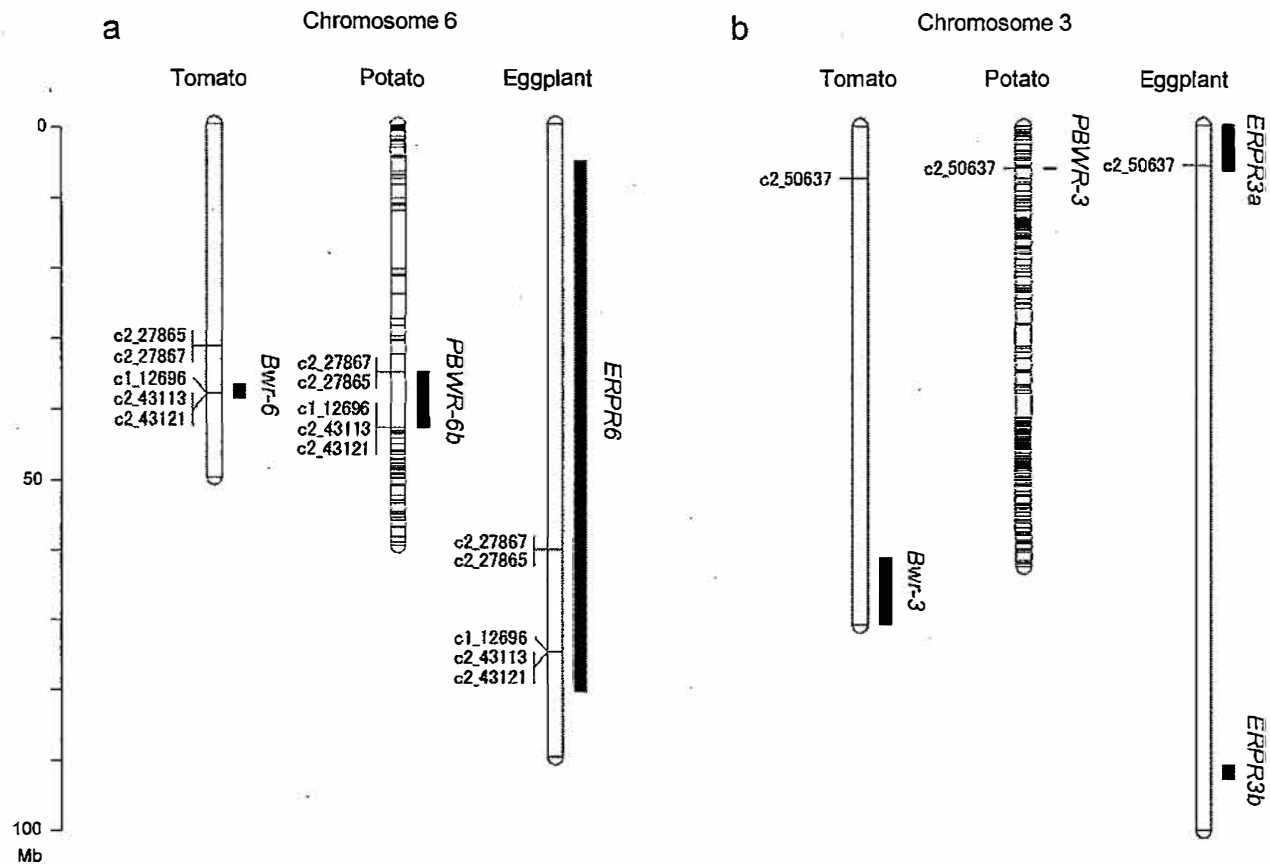 a
Chromosome 6
Tomato
Potato
Eggplant
0
50
100
Mb
c2_27865
c2_27867
c1_12696
c2_43113
c2_43121
Bwr-6
c2_27867
c2_27865
c1_12696
c2_43113
c2_43121
PBWR-6b
c2_27867
c2_27865
c1_12696
c2_43113
c2_43121
ERPR6
b
Chromosome 3
Tomato
Potato
Eggplant
c2_50637
Bwr-3
c2_50637
PBWR-3
c2_50637
ERPR3a
ERPR3b